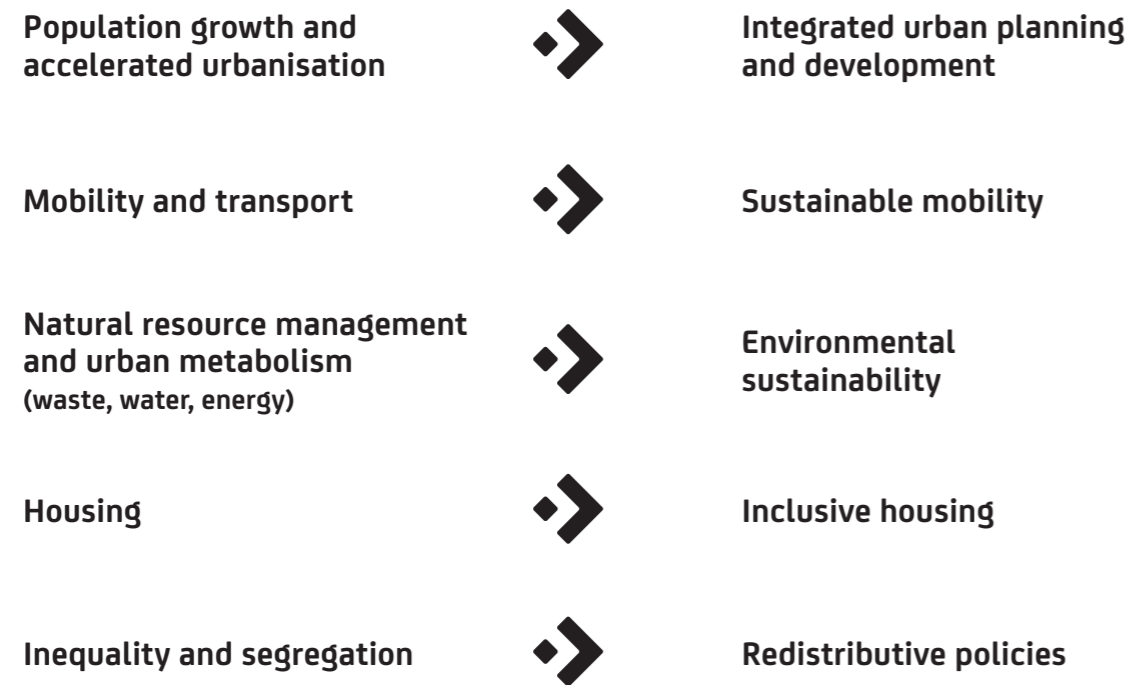 Population growth and
accelerated urbanisation
Integrated urban planning
and development
Mobility and transport
Sustainable mobility
Natural resource management
and urban metabolism
(waste, water, energy)
Environmental
sustainability
Housing
Inclusive housing
Inequality and segregation
Redistributive policies